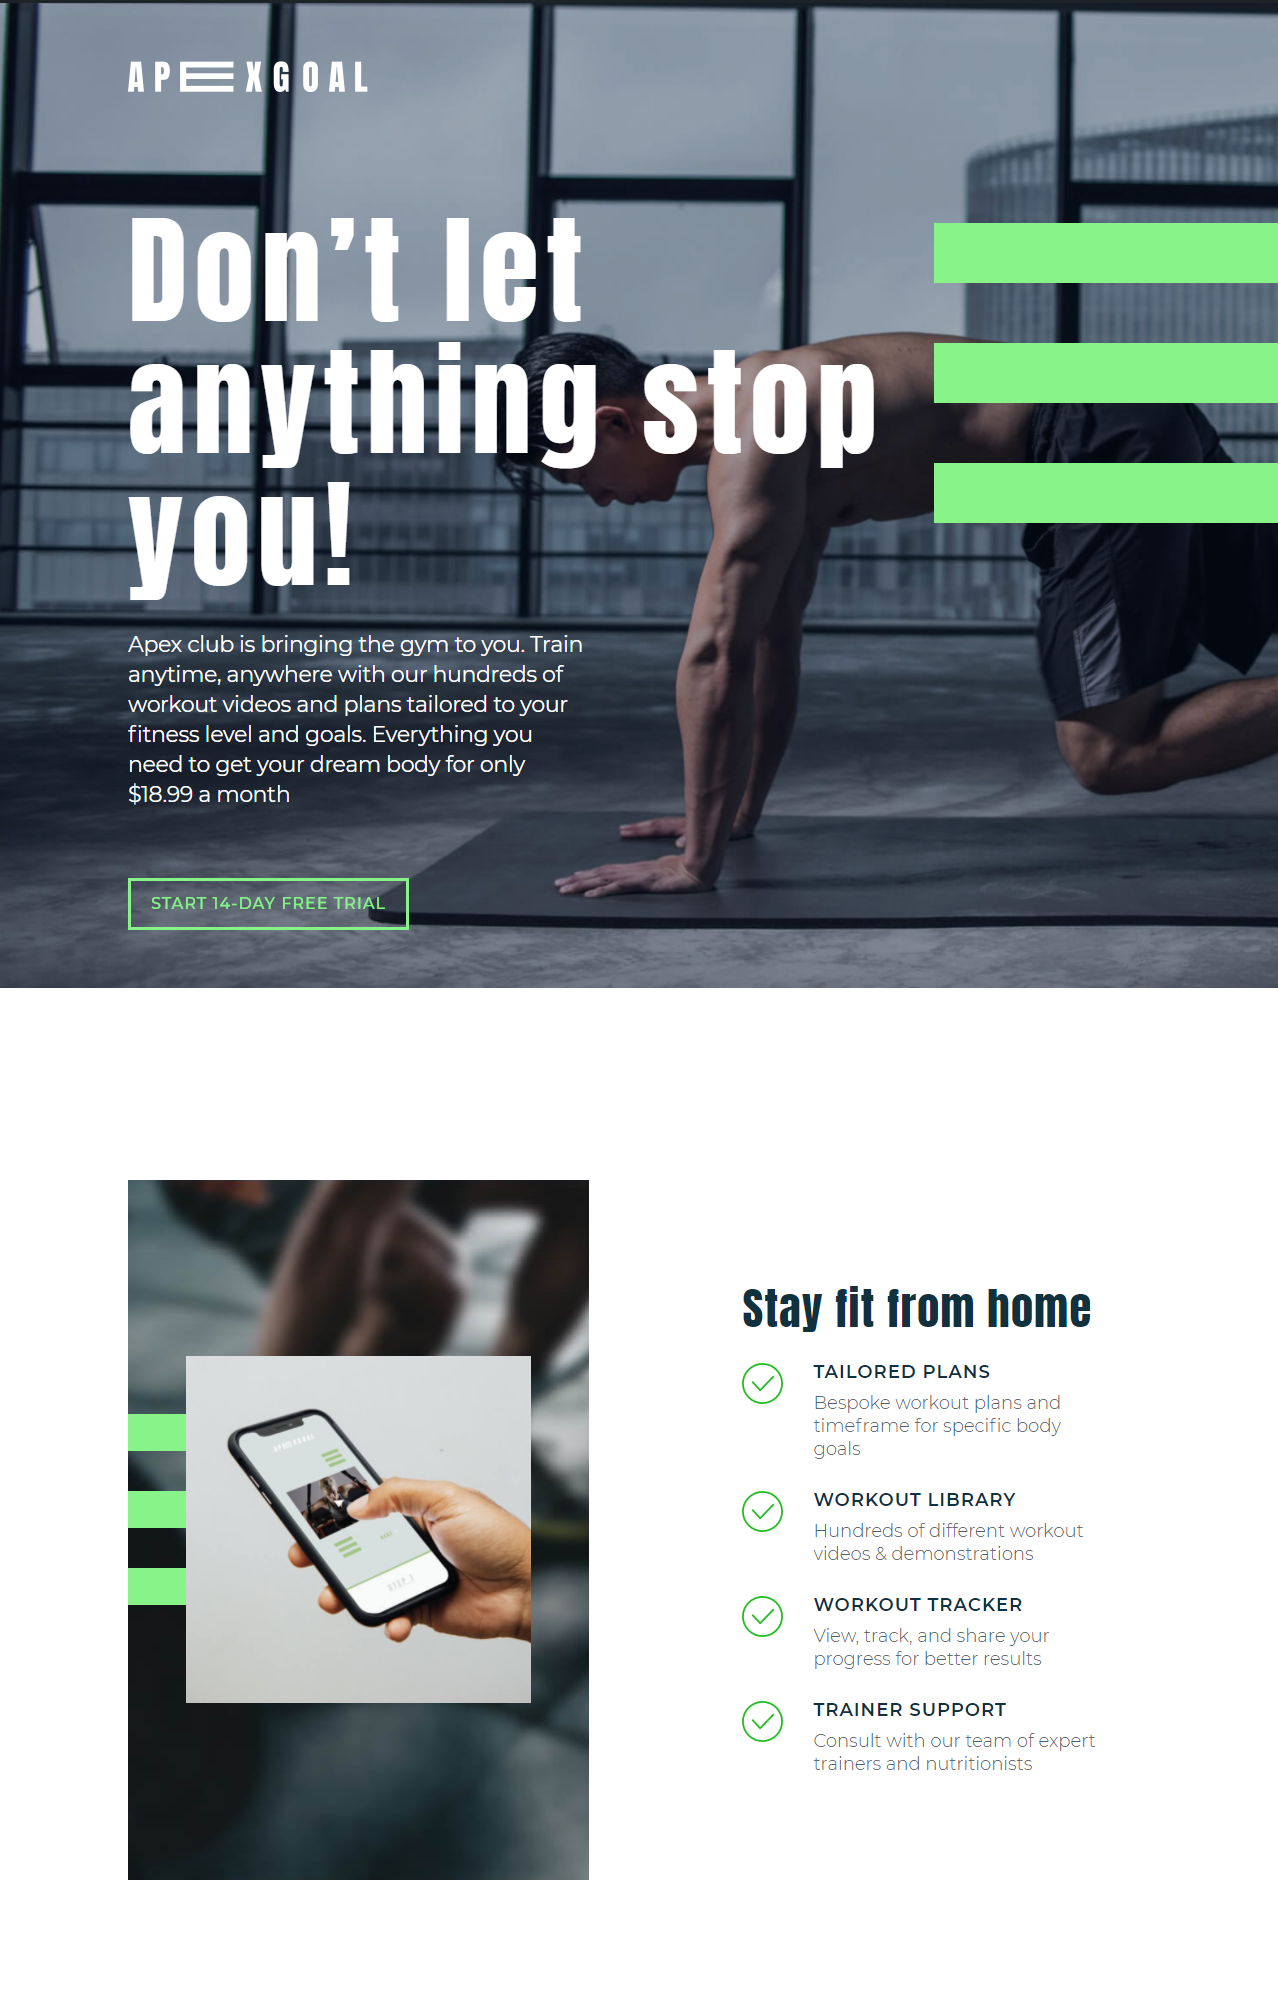 APEXGOAL
Don’t let
anything stop
you!
Apex club is bringing the gym to you. Train
anytime, anywhere with our hundreds of
workout videos and plans tailored to your
fitness level and goals. Everything you
need to get your dream body for only
$18.99 a month
START 14-DAY FREE TRIAL
APEXGOAL
STEP 1
Stay fit from home
TAILORED PLANS
Bespoke workout plans and
timeframe for specific body
goals
WORKOUT LIBRARY
Hundreds of different workout
videos & demonstrations
WORKOUT TRACKER
View, track, and share your
progress for better results
TRAINER SUPPORT
Consult with our team of expert
trainers and nutritionists